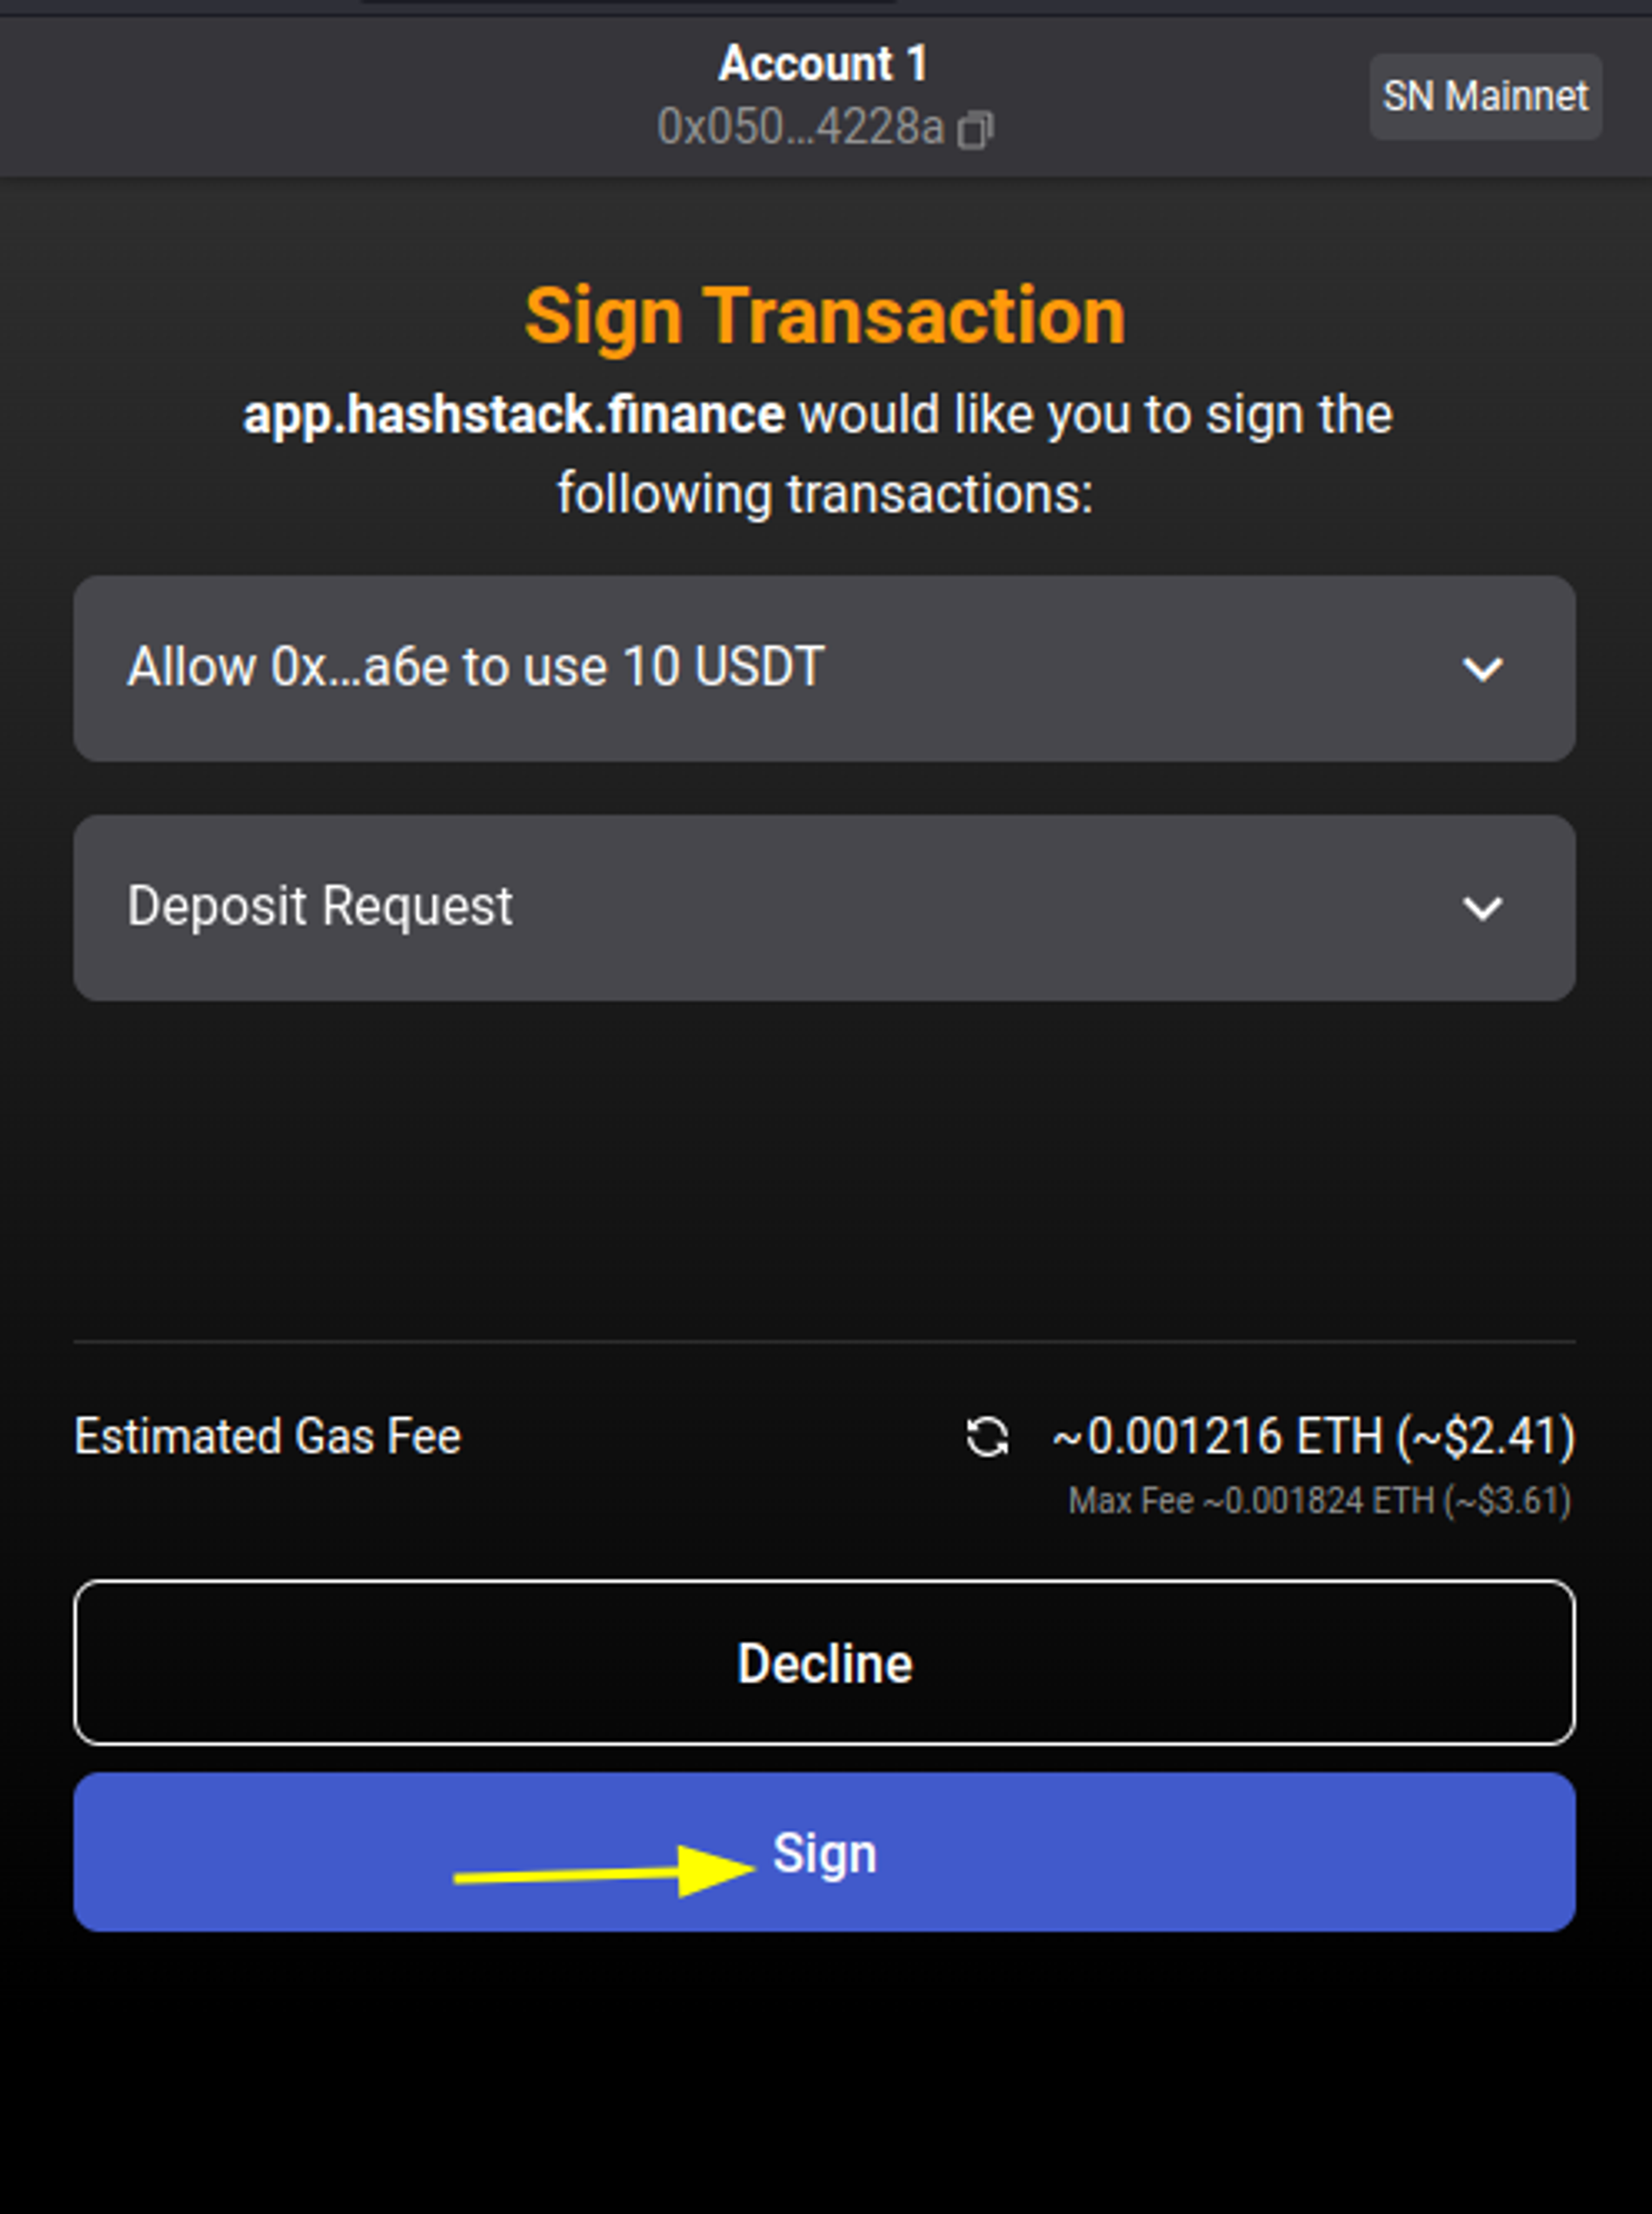 Account 1
0x050...4228a
SN Mainnet
Sign Transaction
app.hashstack.finance would like you to sign the
following transactions:
Allow 0x...a6e to use 10 USDT
Deposit Request
Estimated Gas Fee
~0.001216 ETH (~$2.41)
Max Fee ~0.001824 ETH (~$3.61)
Decline
Sign